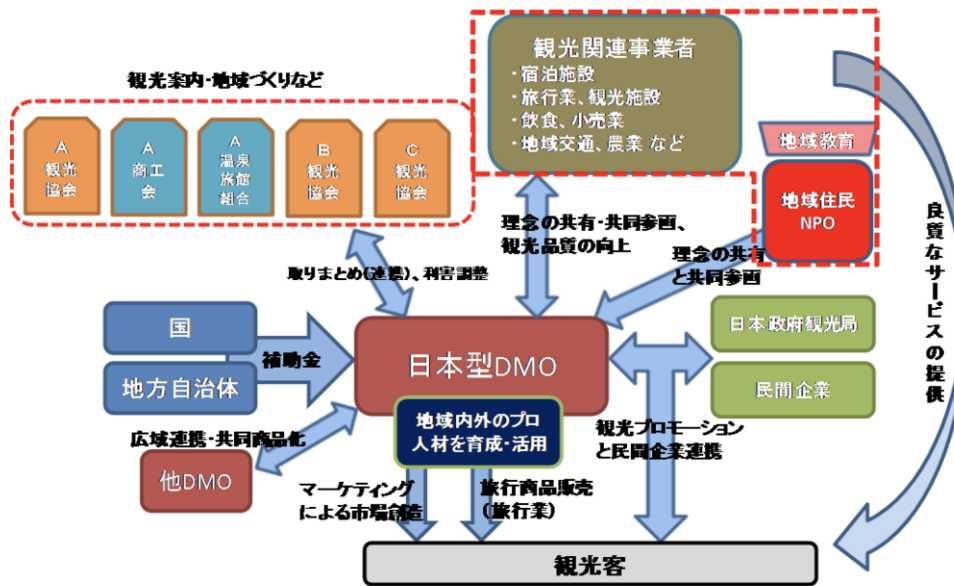 観光案内・地域づくりなど
A
観光
協会
A
商工
会
A
温泉
旅館
組合
B
観光
協会
C
観光
協会
観光関連事業者
・宿泊施設
・旅行業、観光施設
・飲食、小売業
・地域交通、農業 など
地域教育
地域住民
NPO
良質なサービスの提供
理念の共有・共同参画、
観光品質の向上
理念の共有
と共同参画
取りまとめ(連携)、利害調整
国
地方自治体
補助金
日本型DMO
地域内外のプロ
人材を育成・活用
日本政府観光局
民間企業
広域連携・共同商品化
他DMO
マーケティング
による市場創造
旅行商品販売
(旅行業)
観光プロモーション
と民間企業連携
観光客